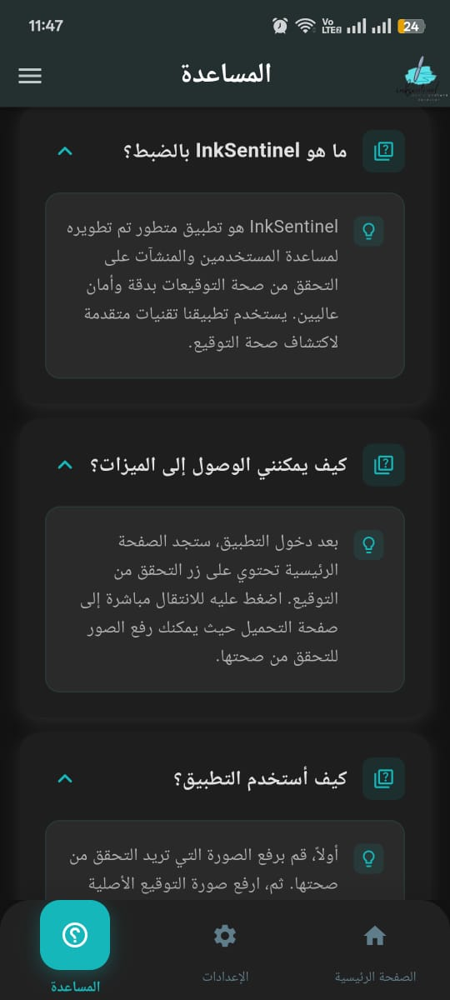 11:47
Vo
LTE2
24
المساعدة
inksentinel
ما هو InkSentinel بالضبط؟
InkSentinel هو تطبيق متطور تم تطويره
لمساعدة المستخدمين والمنشآت على
التحقق من صحة التوقيعات بدقة وأمان
عاليين. يستخدم تطبيقنا تقنيات متقدمة
لاكتشاف صحة التوقيع.
كيف يمكنني الوصول إلى الميزات؟
بعد دخول التطبيق، ستجد الصفحة
الرئيسية تحتوي على زر التحقق من
التوقيع. اضغط عليه للانتقال مباشرة إلى
صفحة التحميل حيث يمكنك رفع الصور
للتحقق من صحتها.
كيف أستخدم التطبيق؟
أولاً، قم برفع الصورة التي تريد التحقق من
صحتها. ثم، ارفع صورة التوقيع الأصلية
الصفحة الرئيسية
الإعدادات
المساعدة